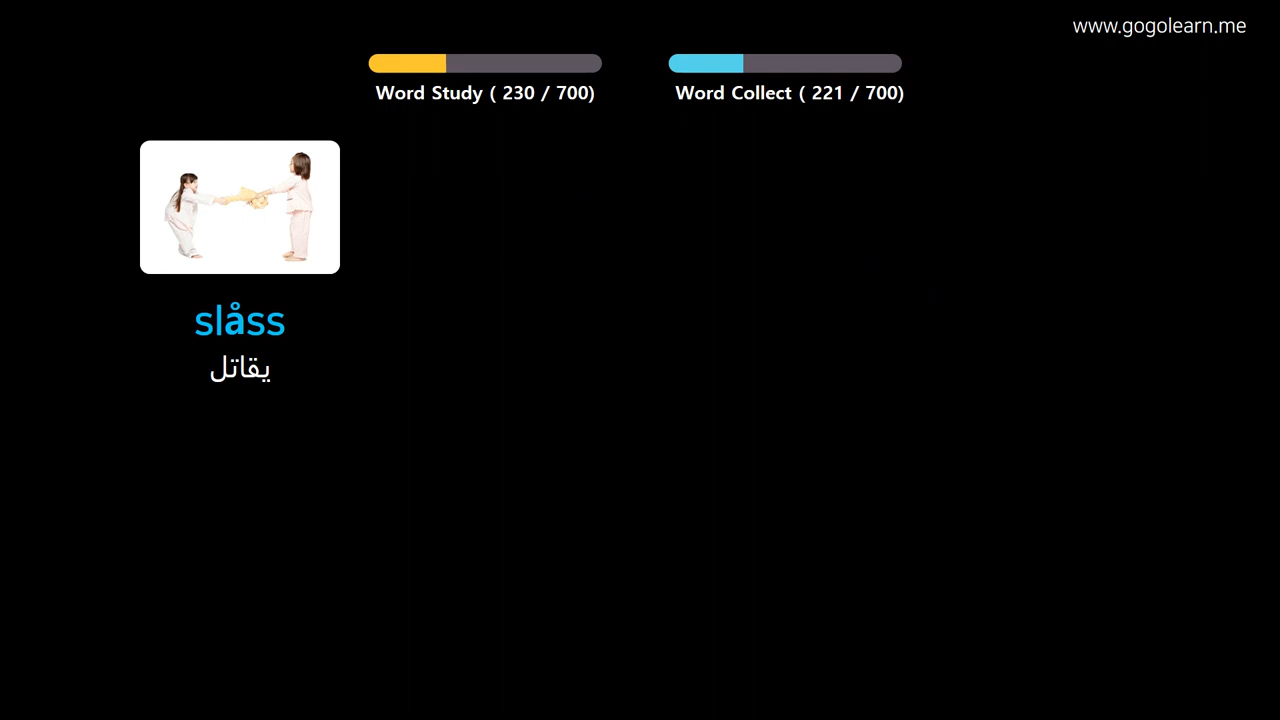 www.gogolearn.me
Word Study ( 230 / 700)
Word Collect ( 221 / 700)
slåss
يقاتل